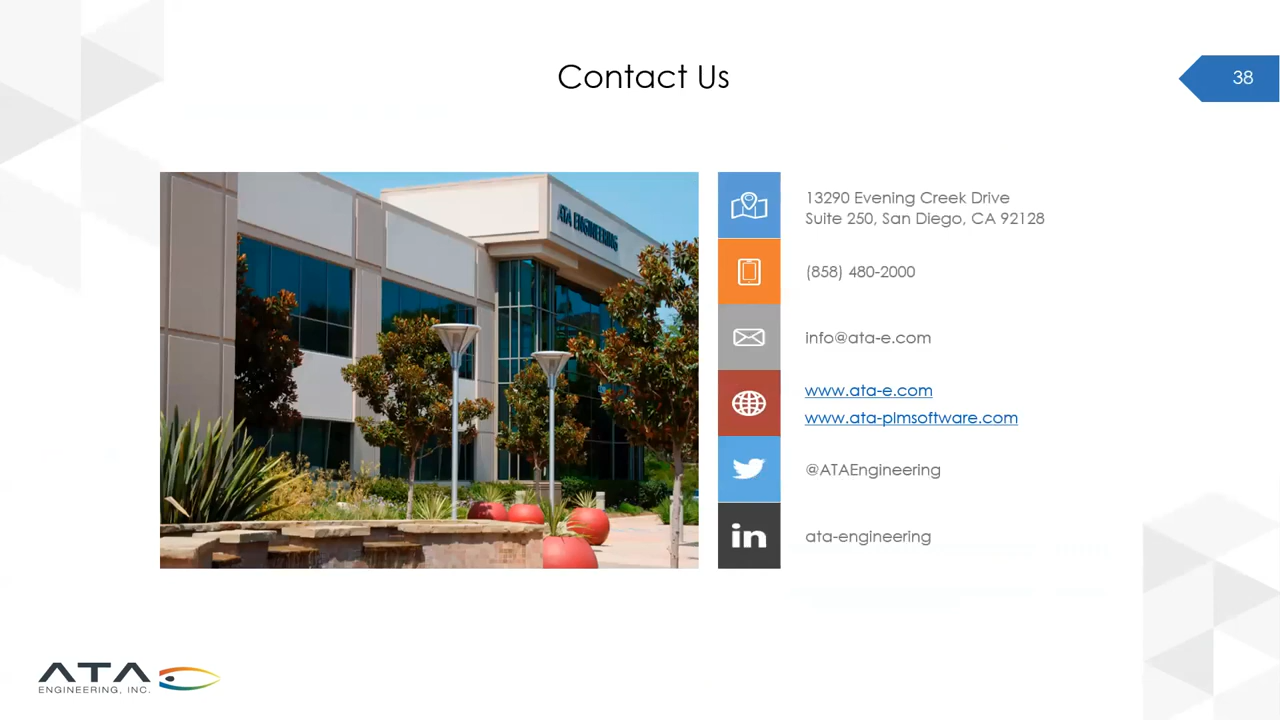 Contact Us
38
ATA ENGINEERING
13290 Evening Creek Drive
Suite 250, San Diego, CA 92128
(858) 480-2000
info@ata-e.com
www.ata-e.com
www.ata-plmsoftware.com
@ATAEngineering
in
ata-engineering
ATA
ENGINEERING, INC.